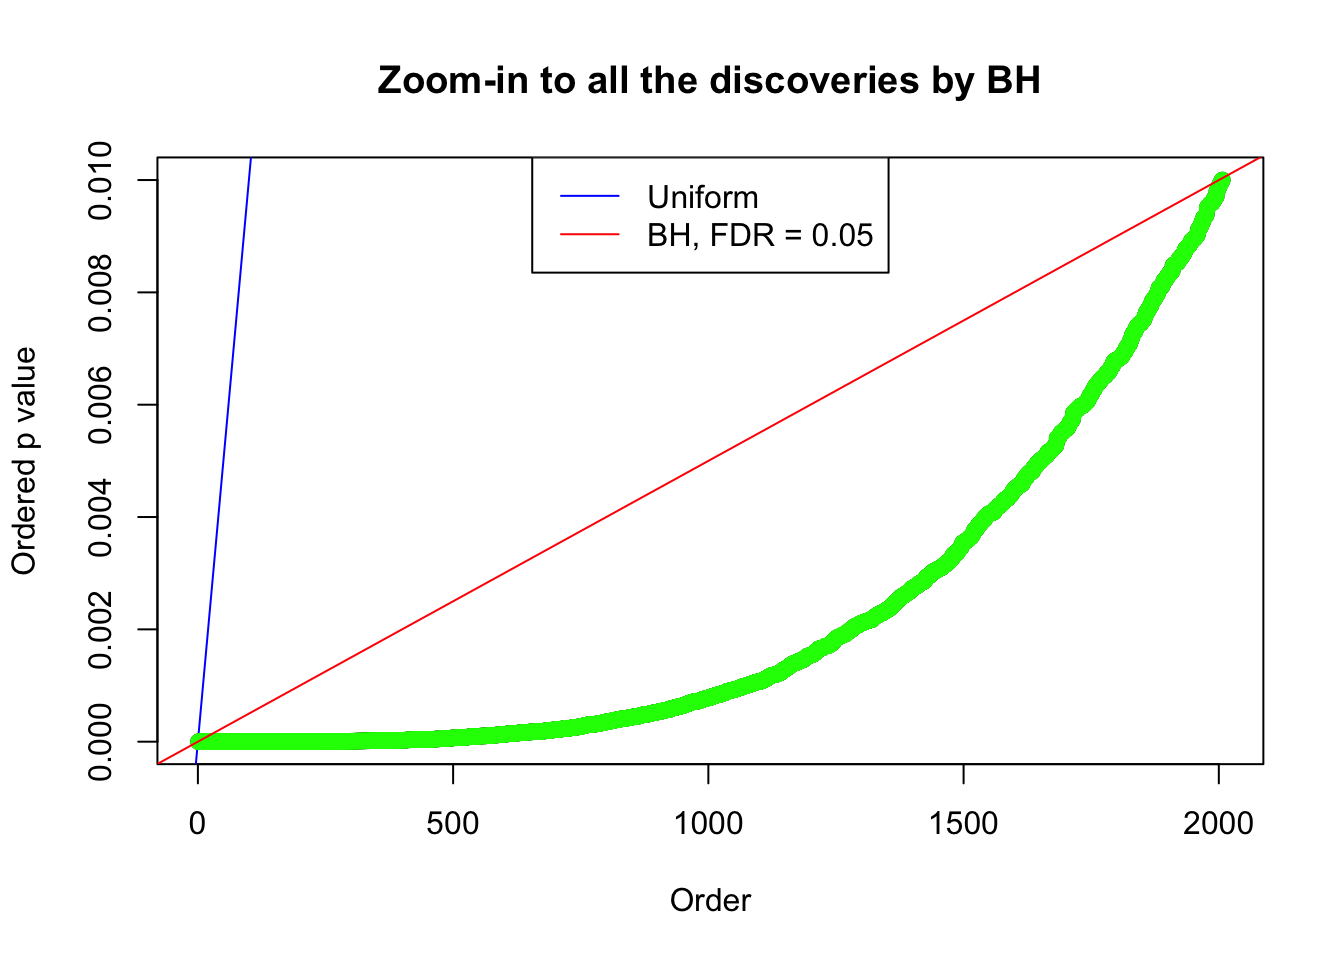 Zoom-in to all the discoveries by BH
Uniform
BH, FDR = 0.05
Ordered p value
0.010
0.008
0.006
0.004
0.002
0.000
0 500 1000 1500 2000
Order